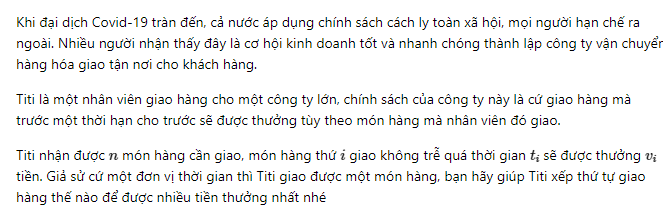 Khi đại dịch Covid-19 tràn đến, cả nước áp dụng chính sách cách ly toàn xã hội, mọi người hạn chế ra
ngoài. Nhiều người nhận thấy đây là cơ hội kinh doanh tốt và nhanh chóng thành lập công ty vận chuyển
hàng hóa giao tận nơi cho khách hàng.
Titi là một nhân viên giao hàng cho một công ty lớn, chính sách của công ty này là cứ giao hàng mà
trước một thời hạn cho trước sẽ được thưởng tùy theo món hàng mà nhân viên đó giao.
Titi nhận được n món hàng cần giao, món hàng thứ i giao không trễ quá thời gian tᵢ sẽ được thưởng vᵢ
tiền. Giả sử cứ một đơn vị thời gian thì Titi giao được một món hàng, bạn hãy giúp Titi xếp thứ tự giao
hàng thế nào để được nhiều tiền thưởng nhất nhé